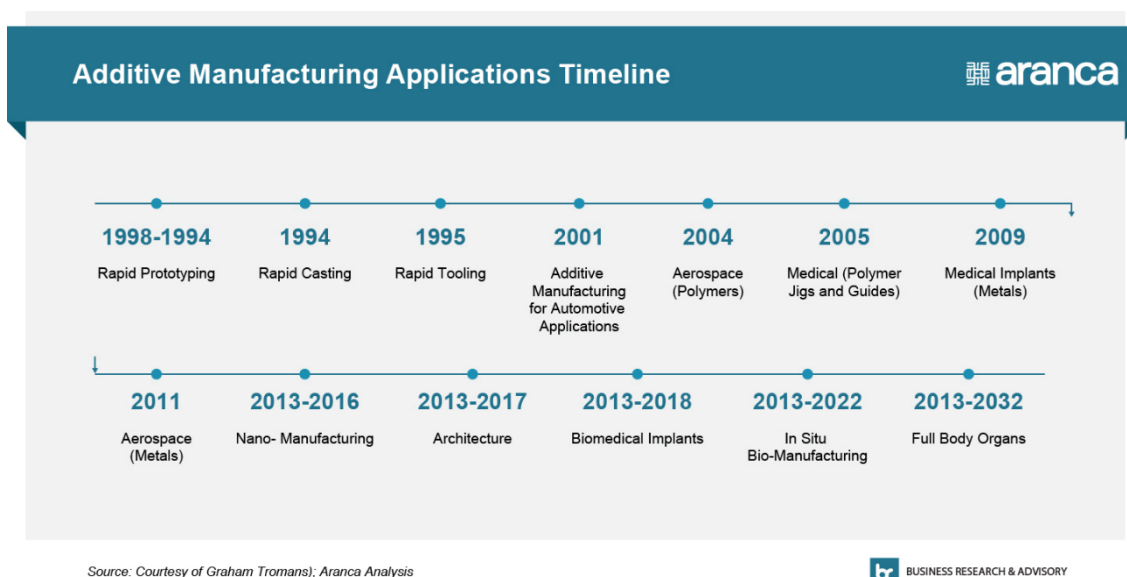 Additive Manufacturing Applications Timeline
aranca
1998-1994
Rapid Prototyping
1994
Rapid Casting
1995
Rapid Tooling
2001
Additive
Manufacturing
for Automotive
Applications
2004
Aerospace
(Polymers)
2005
Medical (Polymer
Jigs and Guides)
2009
Medical Implants
(Metals)
2011
Aerospace
(Metals)
2013-2016
Nano- Manufacturing
2013-2017
Architecture
2013-2018
Biomedical Implants
2013-2022
In Situ
Bio-Manufacturing
2013-2032
Full Body Organs
Source: Courtesy of Graham Tromans); Aranca Analysis
br BUSINESS RESEARCH & ADVISORY